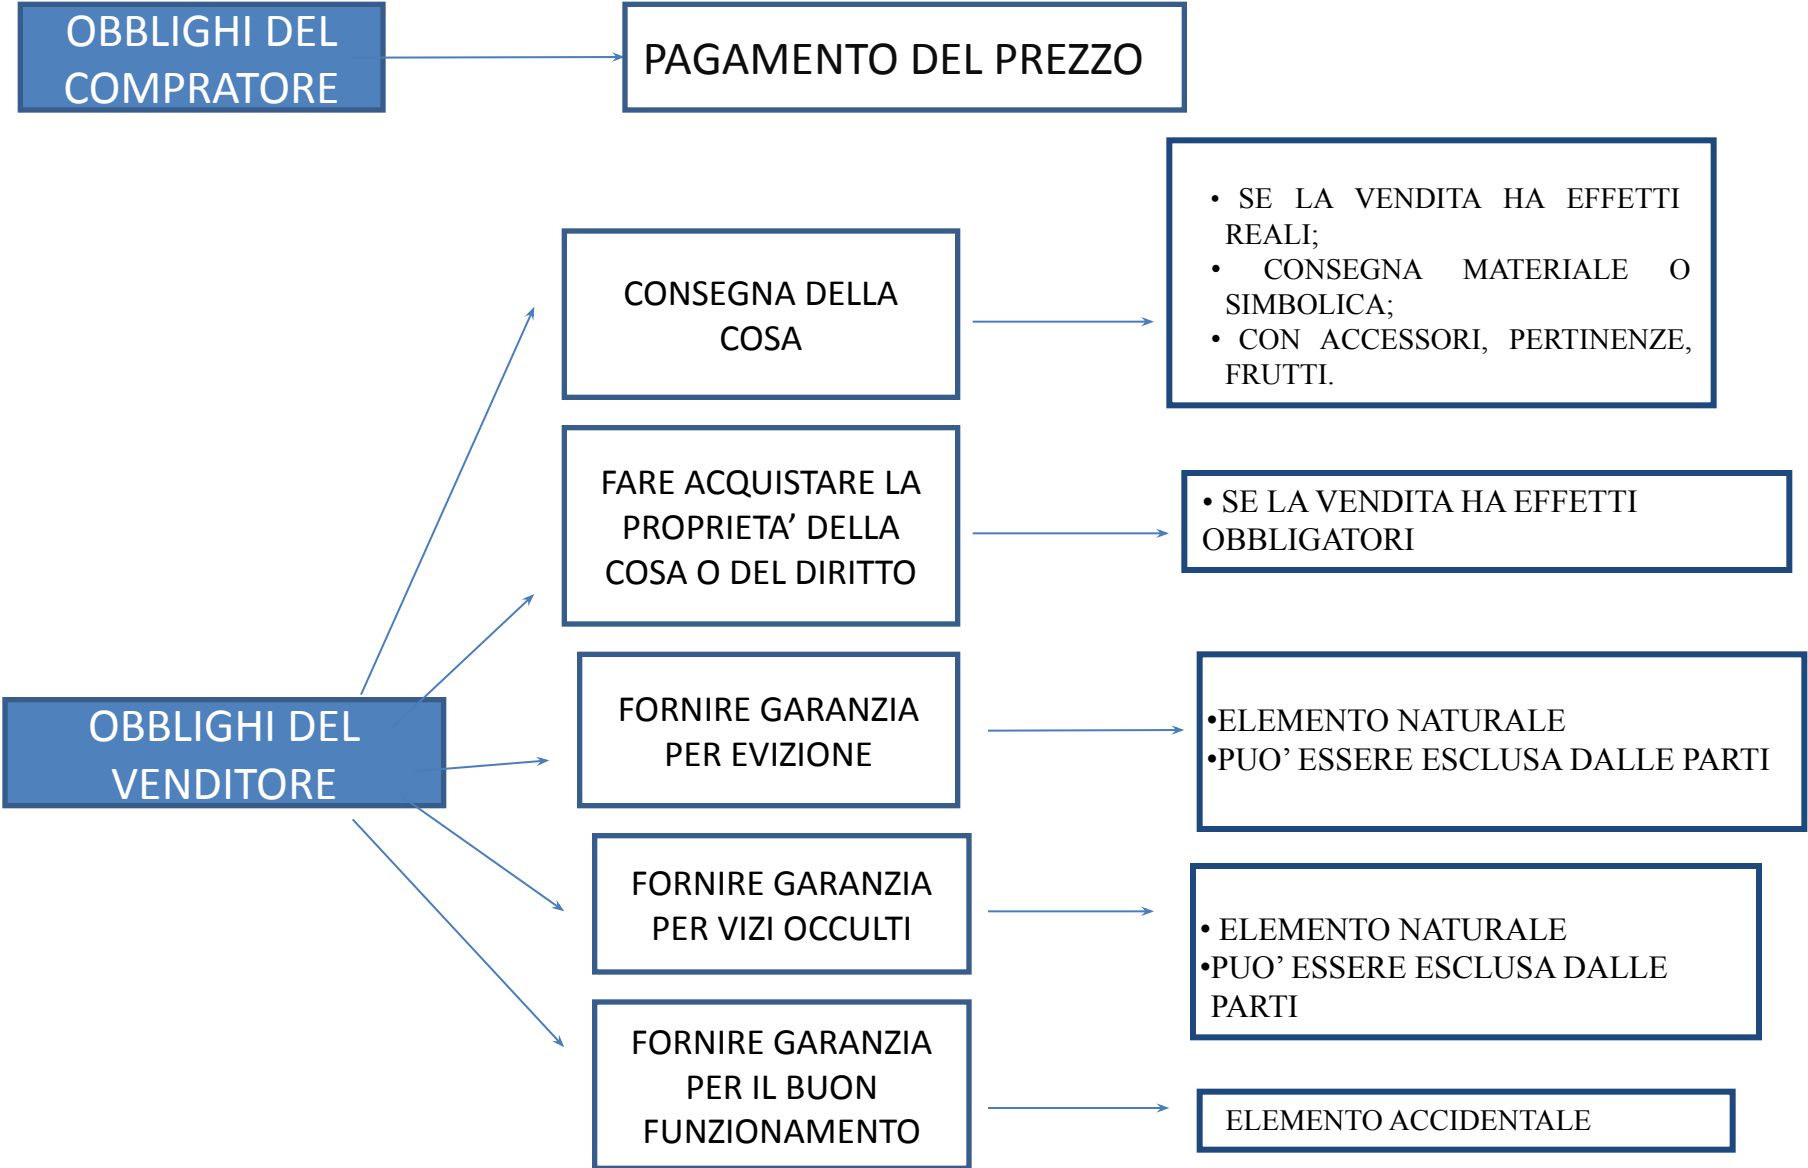 OBBLIGHI DEL
COMPRATORE
PAGAMENTO DEL PREZZO
CONSEGNA DELLA
COSA
• SE LA VENDITA HA EFFETTI
REALI;
• CONSEGNA MATERIALE O
SIMBOLICA;
• CON ACCESSORI, PERTINENZE,
FRUTTI.
FARE ACQUISTARE LA
PROPRIETA’ DELLA
COSA O DEL DIRITTO
• SE LA VENDITA HA EFFETTI
OBBLIGATORI
OBBLIGHI DEL
VENDITORE
FORNIRE GARANZIA
PER EVIZIONE
•ELEMENTO NATURALE
•PUO’ ESSERE ESCLUSA DALLE PARTI
FORNIRE GARANZIA
PER VIZI OCCULTI
• ELEMENTO NATURALE
•PUO’ ESSERE ESCLUSA DALLE
PARTI
FORNIRE GARANZIA
PER IL BUON
FUNZIONAMENTO
ELEMENTO ACCIDENTALE